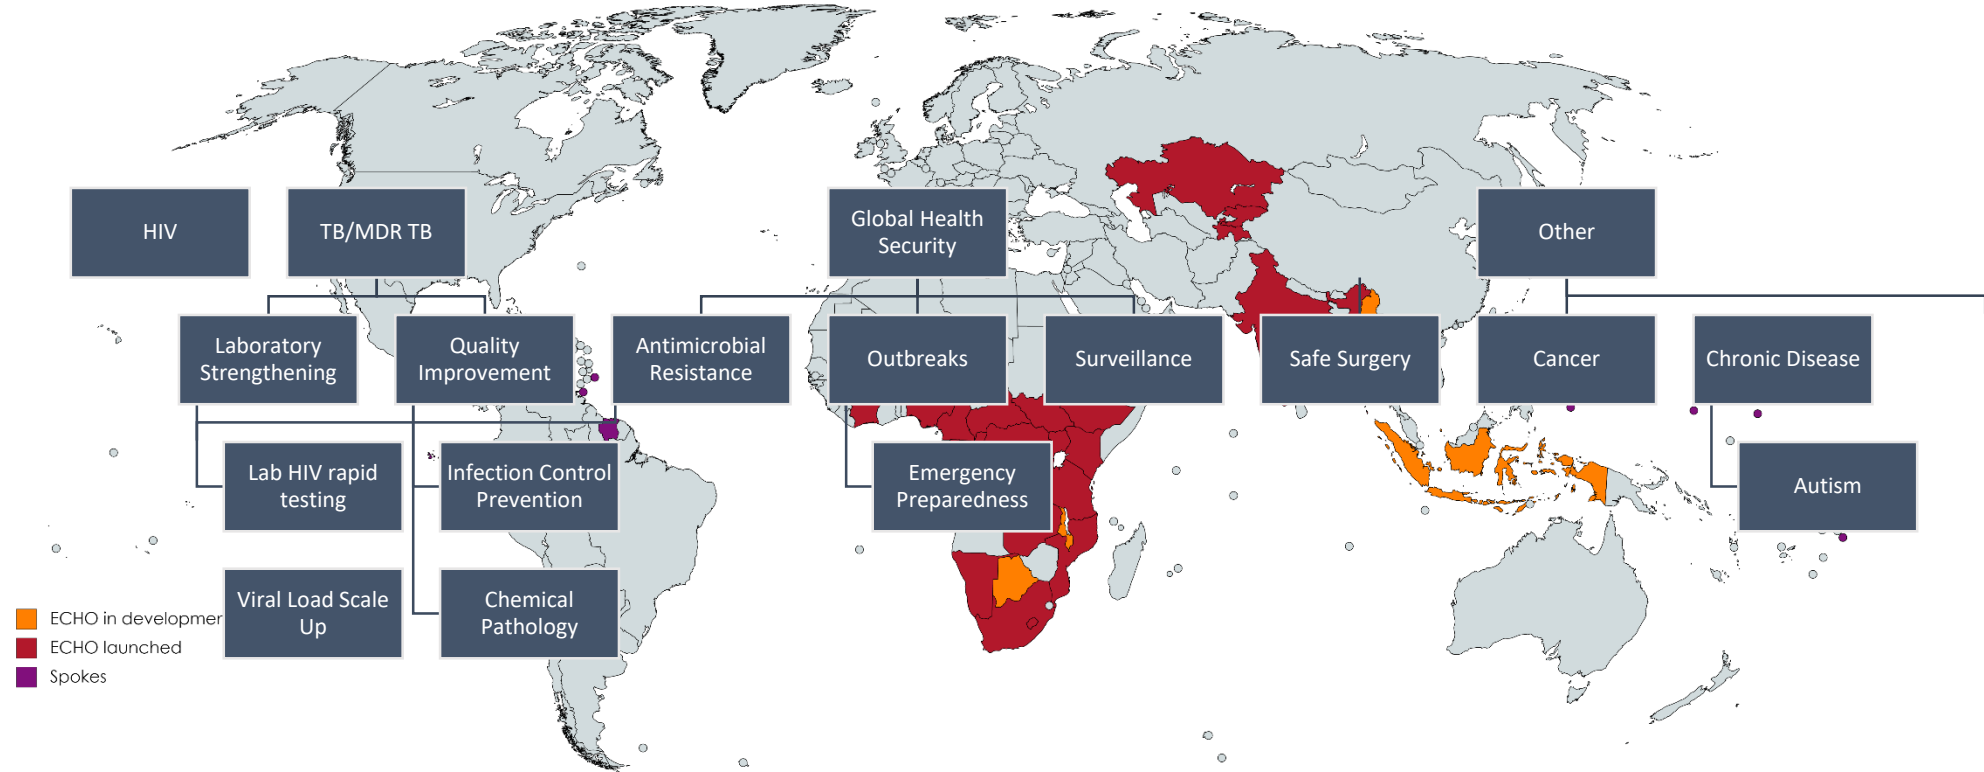 HIV
TB/MDR TB
Global Health
Security
Other
Laboratory
Strengthening
Quality
Improvement
Antimicrobial
Resistance
Outbreaks
Surveillance
Safe Surgery
Cancer
Chronic Disease
Lab HIV rapid
testing
Infection Control
Prevention
Emergency
Preparedness
Autism
Viral Load Scale
Up
Chemical
Pathology
ECHO in developmen
ECHO launched
Spokes